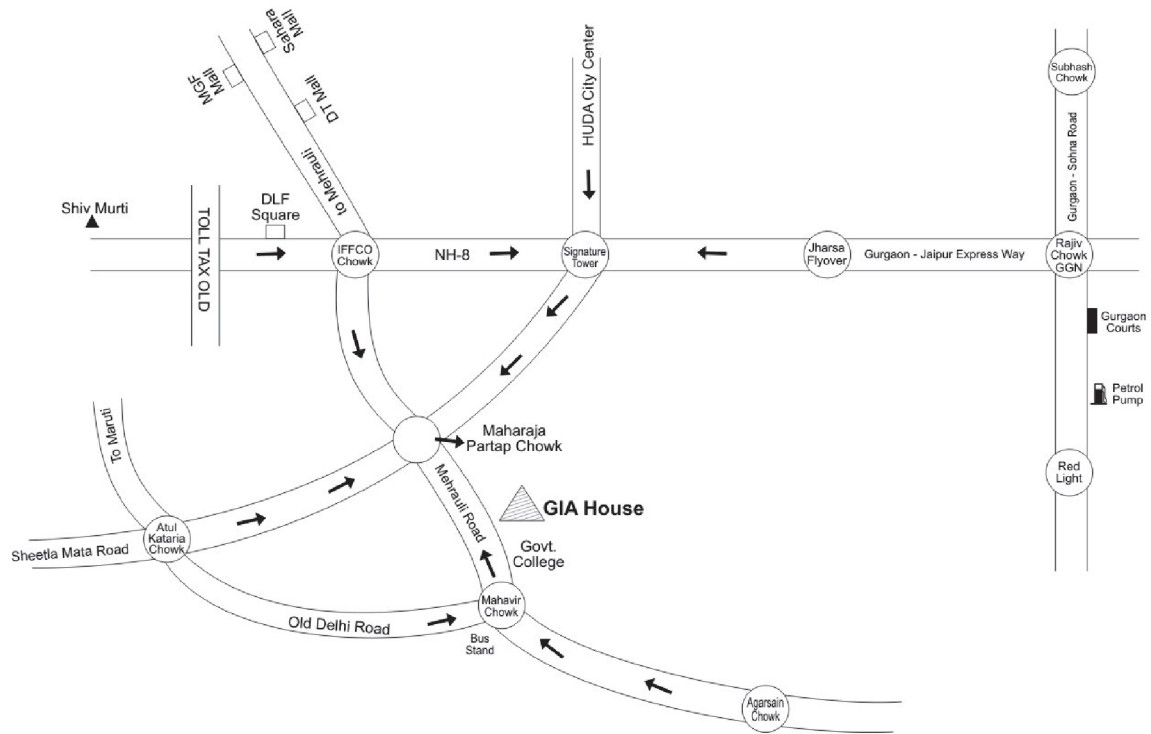 Sahara
Mall
MGF
Mall
DT Mall
to Mehrauli
HUDA City Center
Subhash
Chowk
Gurgaon - Sohna Road
Shiv Murti
TOLL TAX OLD
DLF
Square
IFFCO
Chowk
NH-8
Signature
Tower
Jharsa
Flyover
Gurgaon - Jaipur Express Way
Rajiv
Chowk
GGN
Gurgaon
Courts
Petrol
Pump
Red
Light
To Maruti
Maharaja
Partap Chowk
Mehrauli Road
GIA House
Govt.
College
Atul
Kataria
Chowk
Sheetla Mata Road
Old Delhi Road
Mahavir
Chowk
Bus
Stand
Agarsain
Chowk